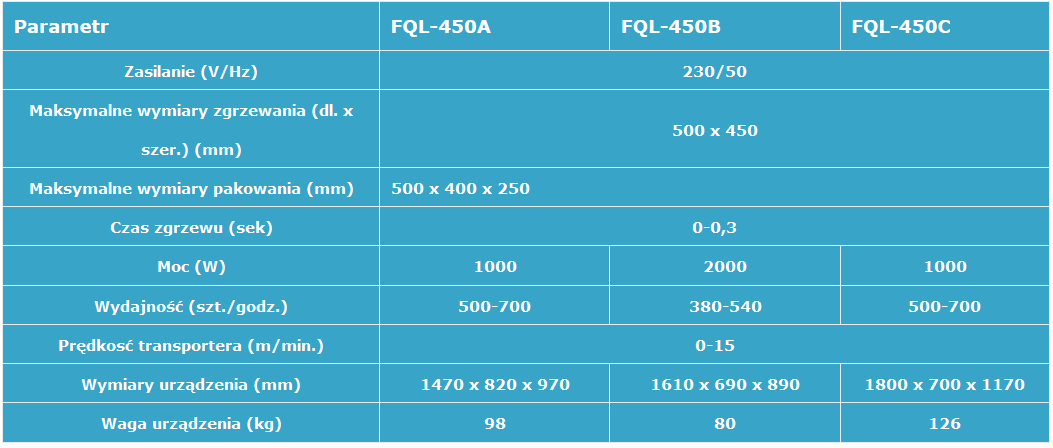 Parametr FQL-450A FQL-450B FQL-450C
Zasilanie (V/Hz) 230/50
Maksymalne wymiary zgrzewania (dl. x
szer.) (mm) 500 x 450
Maksymalne wymiary pakowania (mm) 500 x 400 x 250
Czas zgrzewu (sek) 0-0,3
Moc (W) 1000 2000 1000
Wydajność (szt./godz.) 500-700 380-540 500-700
Prędkosć transportera (m/min.) 0-15
Wymiary urządzenia (mm) 1470 x 820 x 970 1610 x 690 x 890 1800 x 700 x 1170
Waga urządzenia (kg) 98 80 126